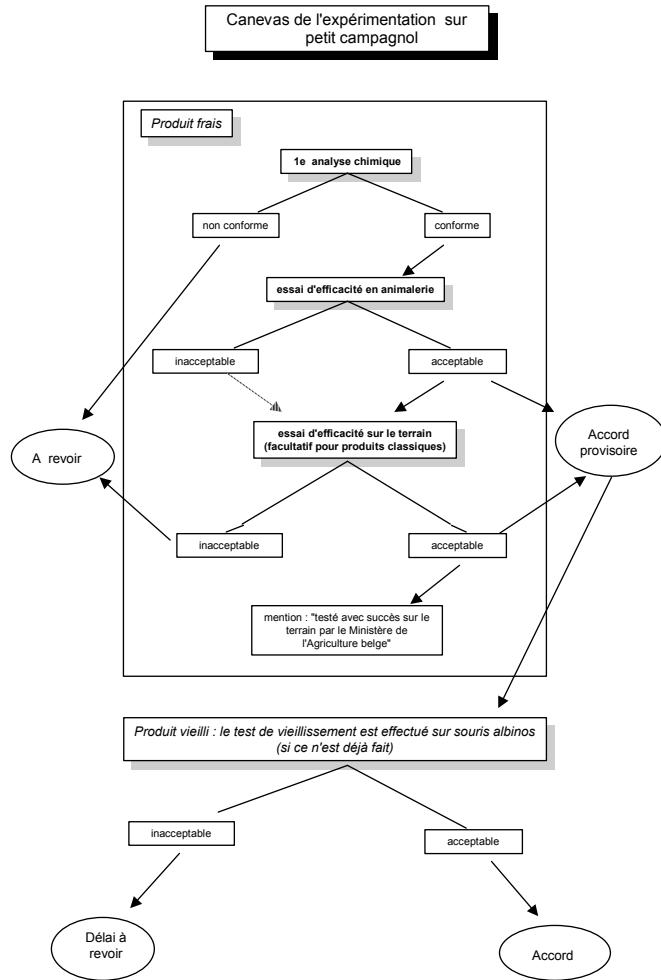 Canevas de l'expérimentation sur
petit campagnol
Produit frais
1e analyse chimique
non conforme
conforme
essai d'efficacité en animalerie
inacceptable
acceptable
essai d'efficacité sur le terrain
(facultatif pour produits classiques)
A revoir
Accord
provisoire
inacceptable
acceptable
mention : "testé avec succès sur le
terrain par le Ministère de
l'Agriculture belge"
Produit vieilli : le test de vieillissement est effectué sur souris albinos
(si ce n'est déjà fait)
inacceptable
acceptable
Délai à
revoir
Accord